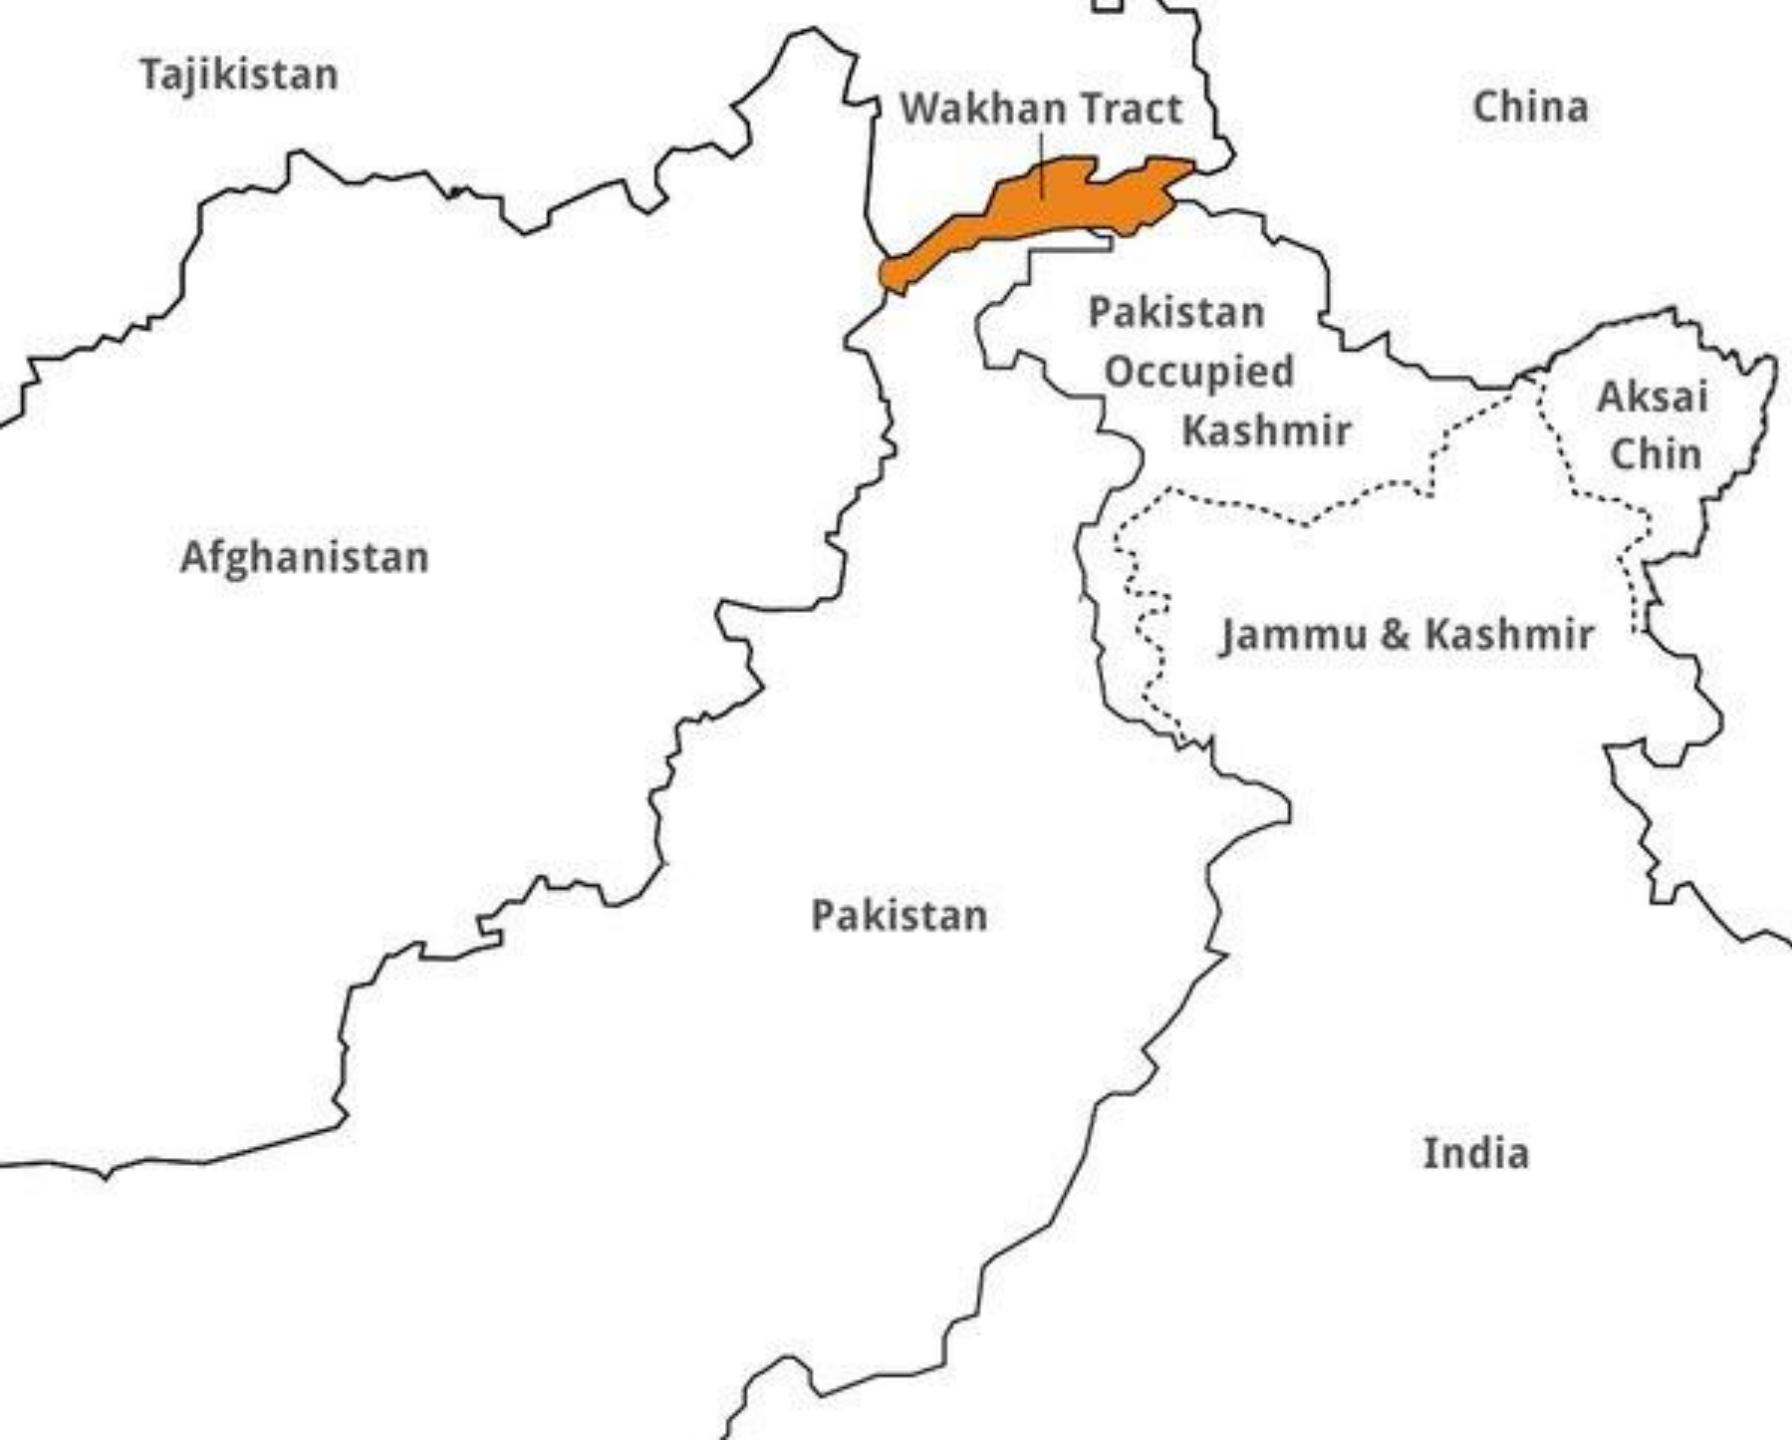 Tajikistan
Wakhan Tract
China
Pakistan
Occupied
Kashmir
Aksai
Chin
Afghanistan
Jammu & Kashmir
Pakistan
India